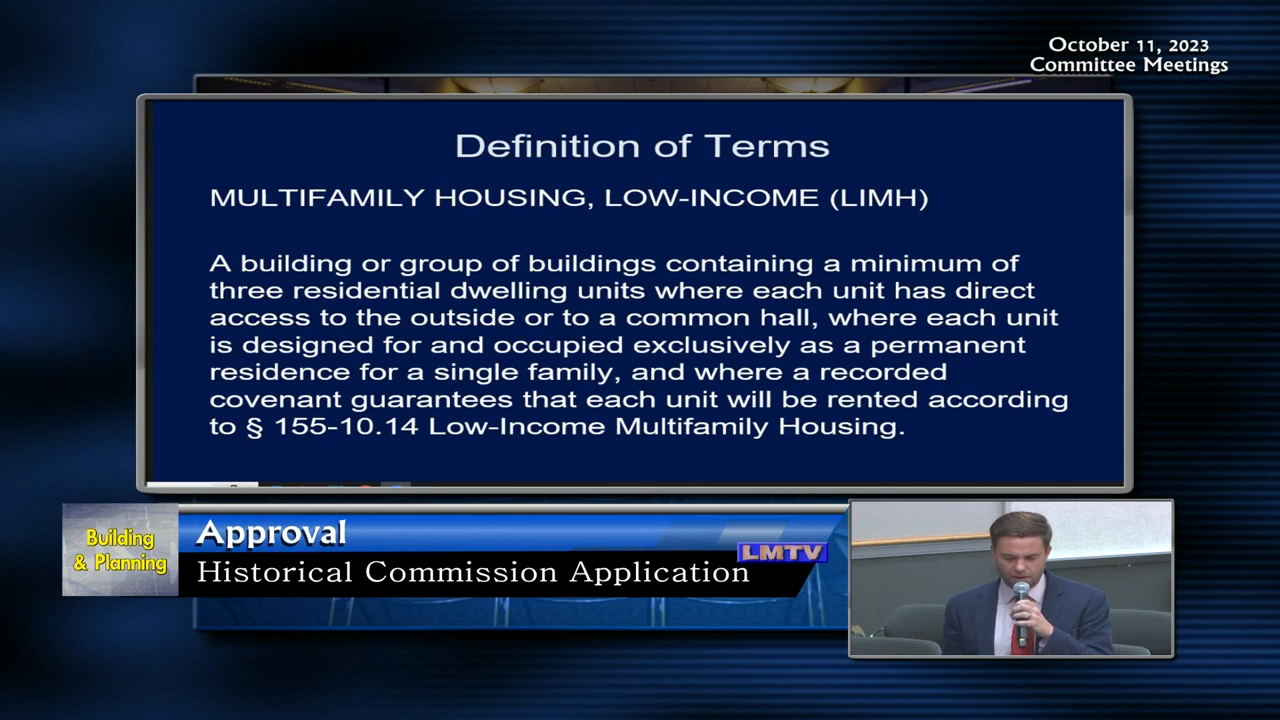 October 11, 2023
Committee Meetings
Definition of Terms
MULTIFAMILY HOUSING, LOW-INCOME (LIMH)
A building or group of buildings containing a minimum of
three residential dwelling units where each unit has direct
access to the outside or to a common hall, where each unit
is designed for and occupied exclusively as a permanent
residence for a single family, and where a recorded
covenant guarantees that each unit will be rented according
to § 155-10.14 Low-Income Multifamily Housing.
Building
& Planning
Approval
LMTV
Historical Commission Application